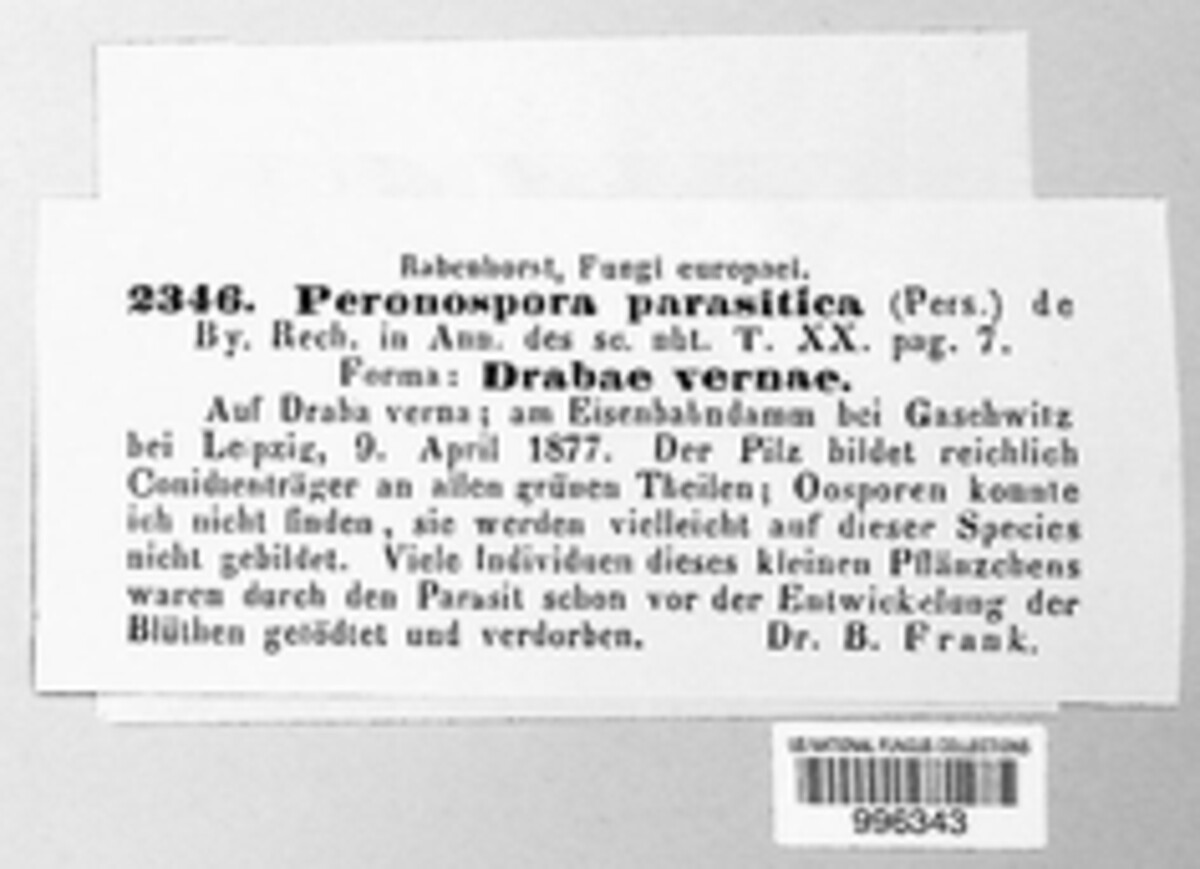 Rabenhorst, Fungi europaei.
2346. Peronospora parasitica (Pers.) de
By. Rech. in Ann. des sc. nat. T. XX. pag. 7.
Forma: Drabae vernae.
Auf Draba verna; am Eisenbahndamm bei Gaschwitz
bei Leipzig, 9. April 1877. Der Pilz bildet reichlich
Conidienträger an allen grünen Theilen; Oosporen konnte
ich nicht finden, sie werden vielleicht auf dieser Species
nicht gebildet. Viele Individuen dieses kleinen Pflänzchens
waren durch den Parasit schon vor der Entwickelung der
Blüthen getödtet und verdorben. Dr. B. Frank.
US NATIONAL FUNGUS COLLECTIONS
996343